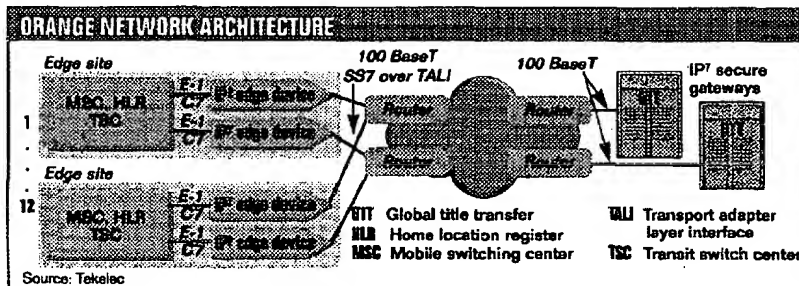 ORANGE NETWORK ARCHITECTURE
Edge site
MSC, HLR,
TSC
E-1
C7
IP7 edge device
E-1
C7
IP7 edge device
1
.
.
.
12
Edge site
MSC, HLR,
TSC
E-1
C7
IP7 edge device
E-1
C7
IP7 edge device
100 BaseT
SS7 over TALI
Router
Router
Router
Router
100 BaseT
IP7 secure
gateways
GTT
GTT
GTT Global title transfer
HLR Home location register
MSC Mobile switching center
TALI Transport adapter
layer interface
TSC Transit switch center
Source: Tekelec